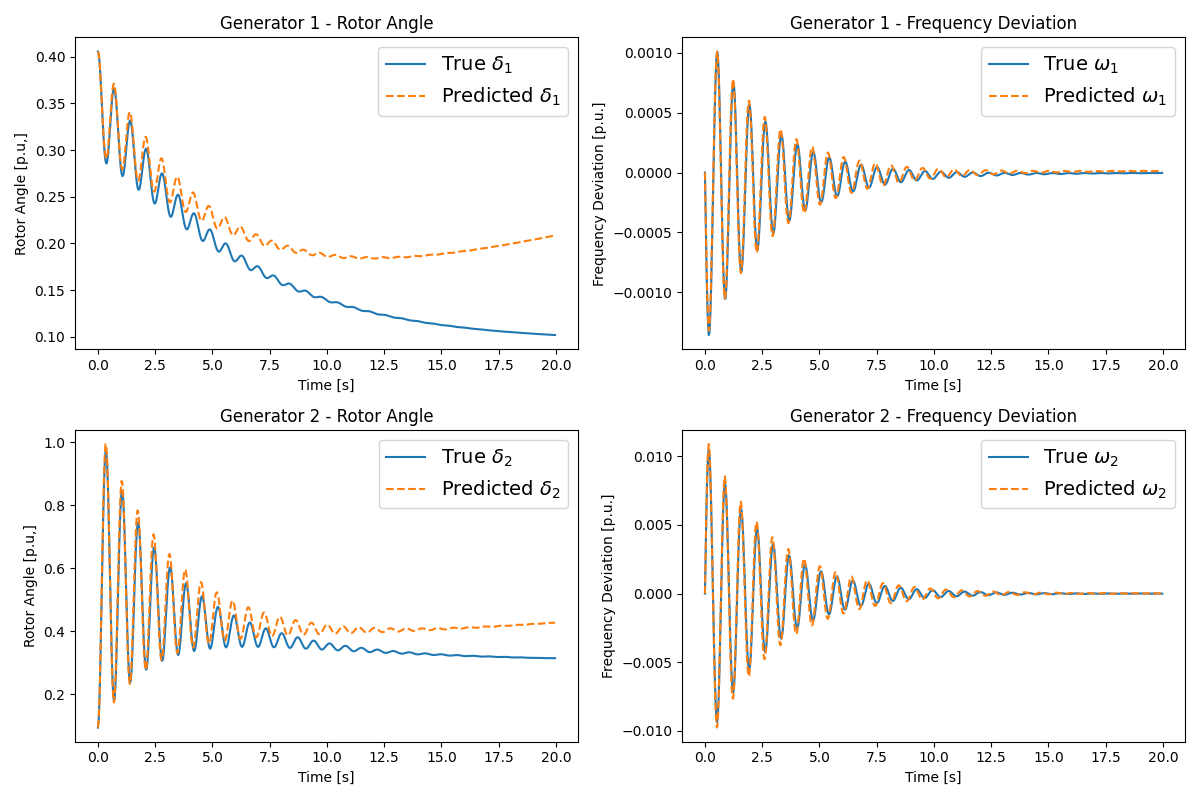 Generator 1 - Rotor Angle
Rotor Angle [p.u,]
0.40
0.35
0.30
0.25
0.20
0.15
0.10
True δ₁
Predicted δ₁
0.0 2.5 5.0 7.5 10.0 12.5 15.0 17.5 20.0
Time [s]
Generator 1 - Frequency Deviation
Frequency Deviation [p.u.]
0.0010
0.0005
0.0000
−0.0005
−0.0010
True ω₁
Predicted ω₁
0.0 2.5 5.0 7.5 10.0 12.5 15.0 17.5 20.0
Time [s]
Generator 2 - Rotor Angle
Rotor Angle [p.u,]
1.0
0.8
0.6
0.4
0.2
True δ₂
Predicted δ₂
0.0 2.5 5.0 7.5 10.0 12.5 15.0 17.5 20.0
Time [s]
Generator 2 - Frequency Deviation
Frequency Deviation [p.u.]
0.010
0.005
0.000
−0.005
−0.010
True ω₂
Predicted ω₂
0.0 2.5 5.0 7.5 10.0 12.5 15.0 17.5 20.0
Time [s]